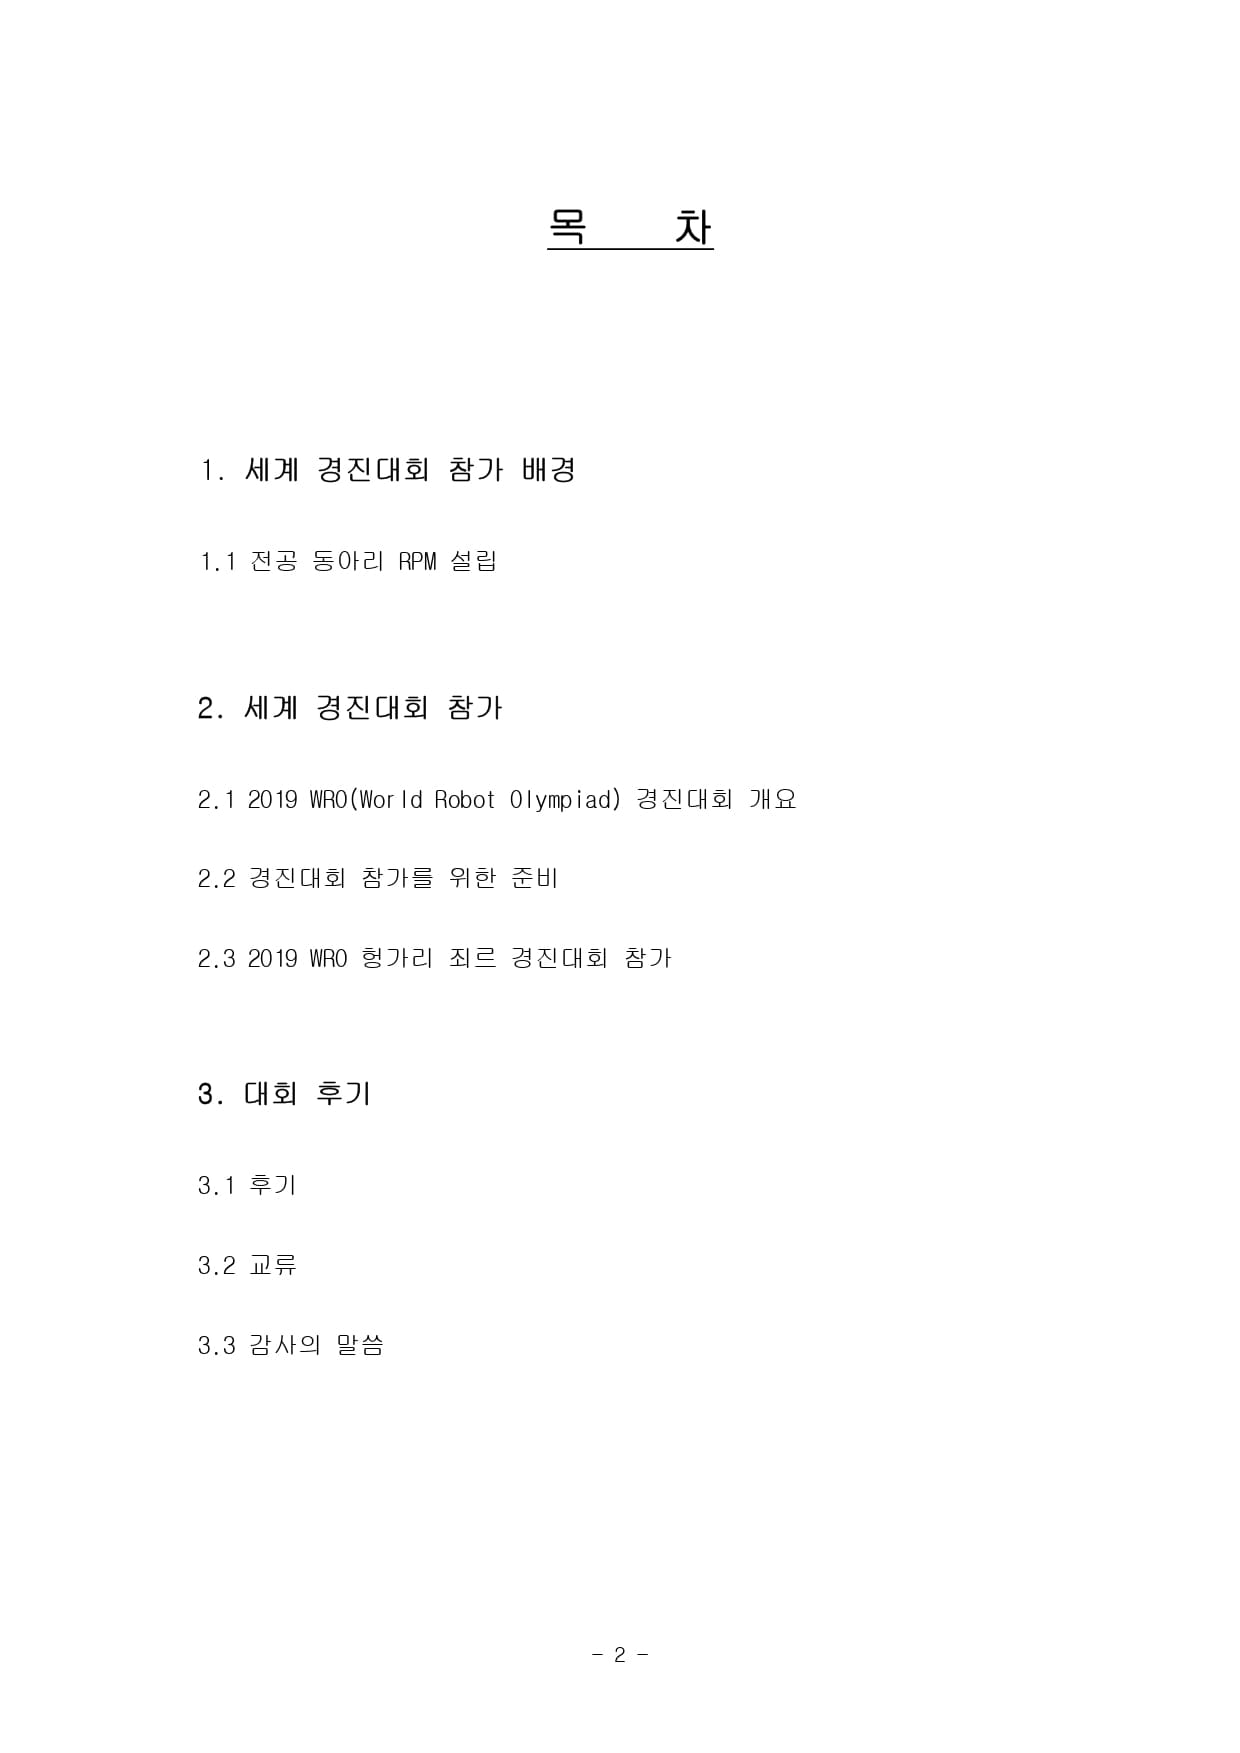 목 차
1. 세계 경진대회 참가 배경
1.1 전공 동아리 RPM 설립
2. 세계 경진대회 참가
2.1 2019 WRO(World Robot Olympiad) 경진대회 개요
2.2 경진대회 참가를 위한 준비
2.3 2019 WRO 헝가리 죄르 경진대회 참가
3. 대회 후기
3.1 후기
3.2 교류
3.3 감사의 말씀
- 2 -